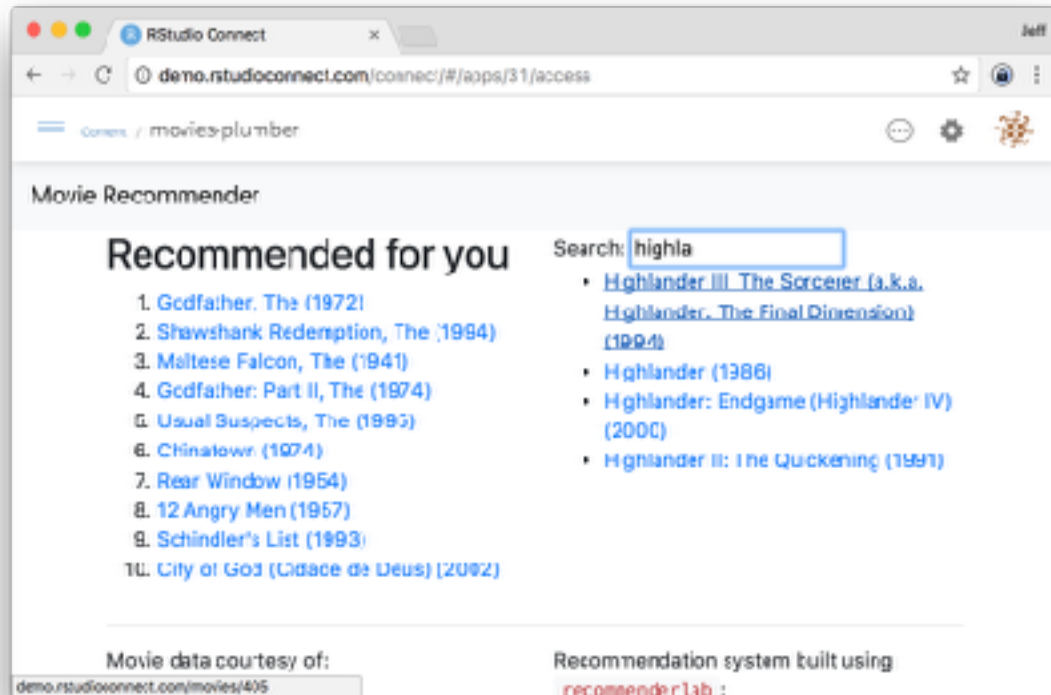 RStudio Connect
Jeff
demo.rstudioconnect.com/connect/#/apps/31/access
Content / movies-plumber
Movie Recommender
Recommended for you
1. Godfather, The (1972)
2. Shawshank Redemption, The (1994)
3. Maltese Falcon, The (1941)
4. Godfather: Part II, The (1974)
5. Usual Suspects, The (1995)
6. Chinatown (1974)
7. Rear Window (1954)
8. 12 Angry Men (1957)
9. Schindler's List (1993)
10. City of God (Cidade de Deus) (2002)
Search: highla
• Highlander III: The Sorcerer (a.k.a.
Highlander: The Final Dimension)
(1994)
• Highlander (1986)
• Highlander: Endgame (Highlander IV)
(2000)
• Highlander II: The Quickening (1991)
Movie data courtesy of:
Recommendation system built using
recommenderlab :
demo.rstudioconnect.com/movies/405